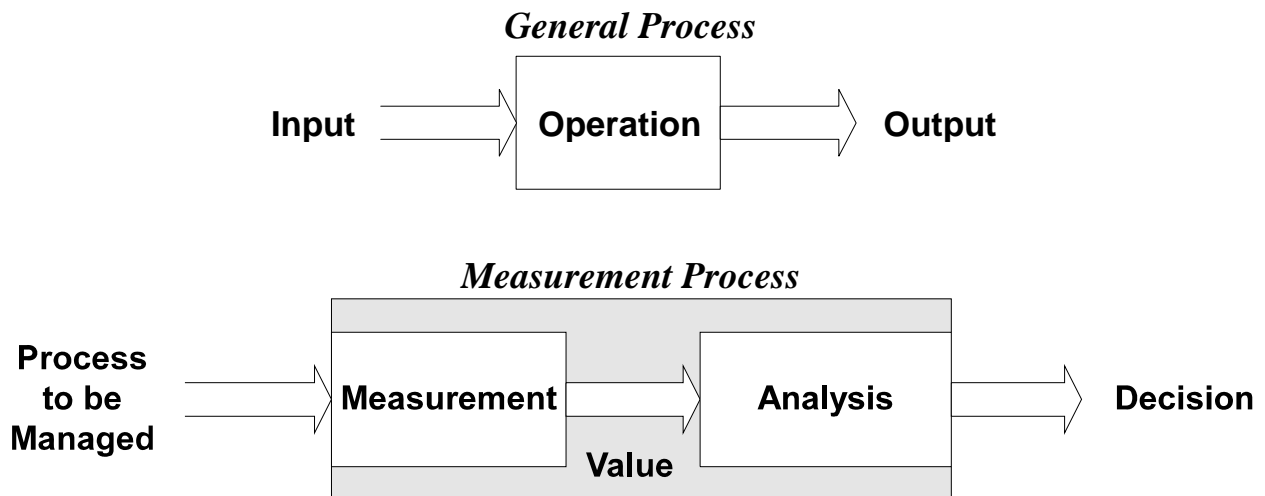 General Process
Input
Operation
Output
Measurement Process
Process
to be
Managed
Measurement
Analysis
Decision
Value